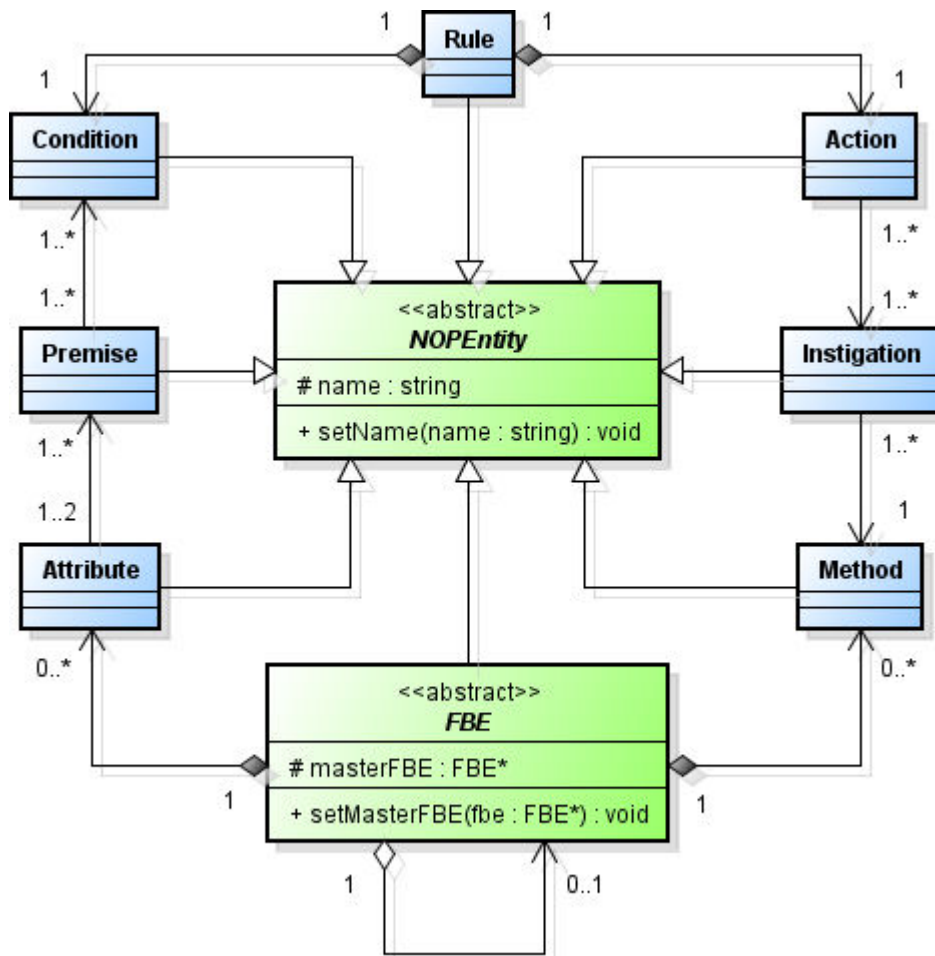 1
Rule
1
1
1
Condition
Action
1..*
1..*
1..*
1..*
<<abstract>>
NOPEntity
Premise
Instigation
# name : string
+ setName(name : string) : void
1..*
1..*
1..2
1
Attribute
Method
0..*
0..*
<<abstract>>
FBE
# masterFBE : FBE*
1
1
+ setMasterFBE(fbe : FBE*) : void
1
0..1